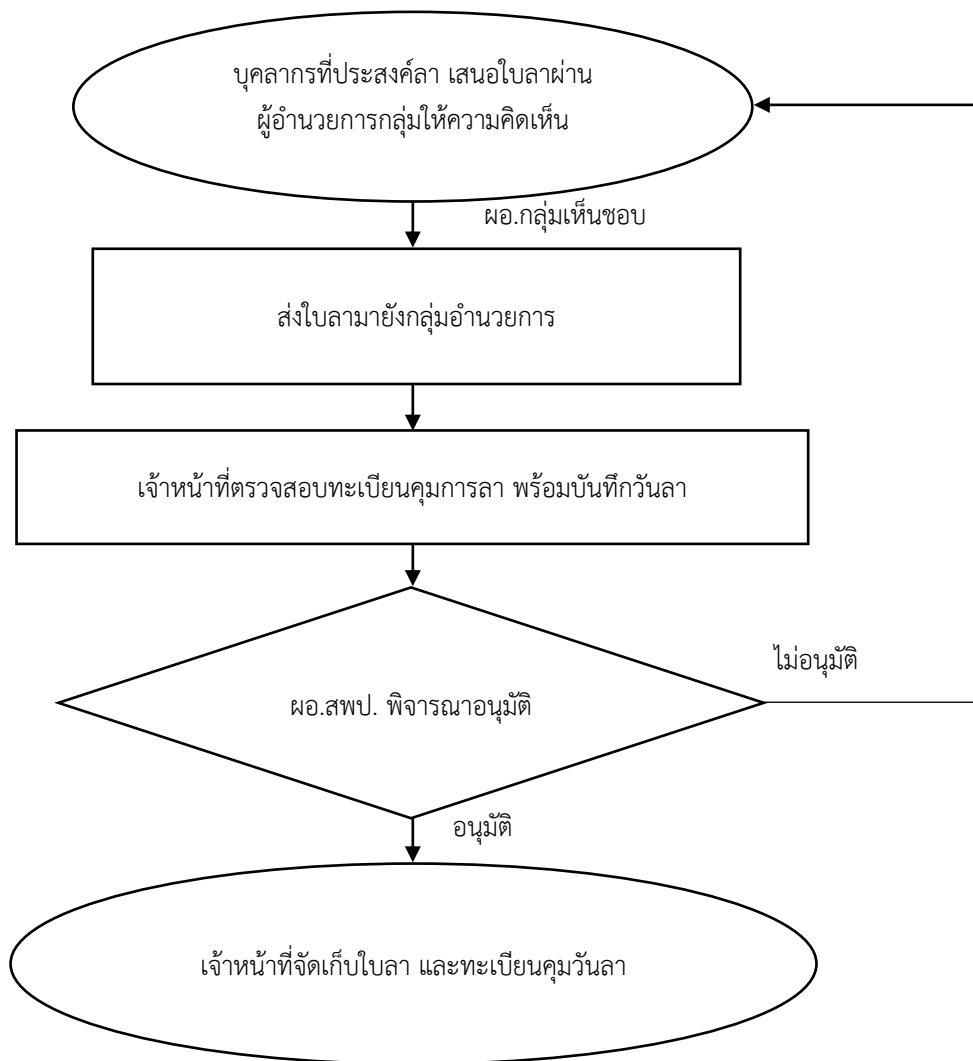 บุคลากรที่ประสงค์ลา เสนอใบลาผ่าน
ผู้อำนวยการกลุ่มให้ความคิดเห็น
ผอ.กลุ่มเห็นชอบ
ส่งใบลามายังกลุ่มอำนวยการ
เจ้าหน้าที่ตรวจสอบทะเบียนคุมการลา พร้อมบันทึกวันลา
ไม่อนุมัติ
ผอ.สพป. พิจารณาอนุมัติ
อนุมัติ
เจ้าหน้าที่จัดเก็บใบลา และทะเบียนคุมวันลา